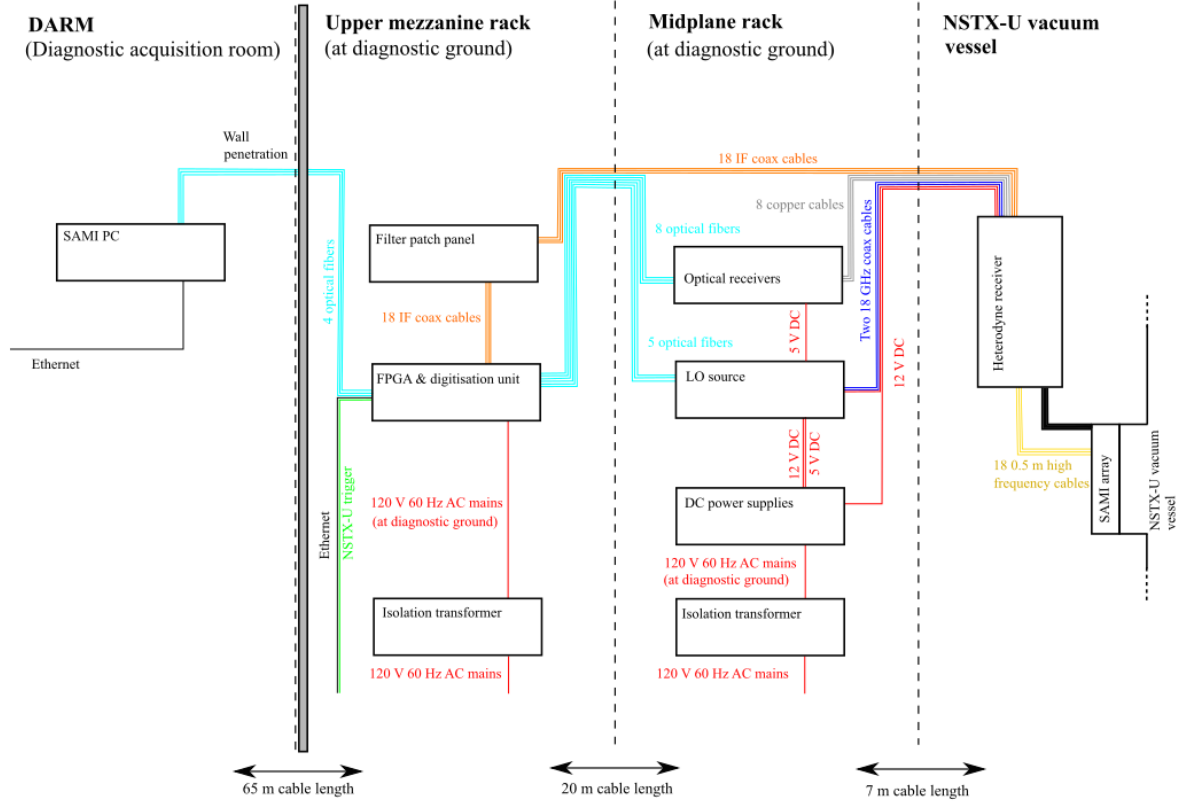 DARM
(Diagnostic acquisition room)
Upper mezzanine rack
(at diagnostic ground)
Midplane rack
(at diagnostic ground)
NSTX-U vacuum
vessel
Wall
penetration
18 IF coax cables
8 copper cables
SAMI PC
Filter patch panel
8 optical fibers
Optical receivers
Two 18 GHz coax cables
Heterodyne receiver
4 optical fibers
18 IF coax cables
5 V DC
12 V DC
5 optical fibers
Ethernet
FPGA & digitisation unit
LO source
12 V DC
5 V DC
18 0.5 m high
frequency cables
SAMI array
NSTX-U vacuum
vessel
Ethernet
NSTX-U trigger
120 V 60 Hz AC mains
(at diagnostic ground)
DC power supplies
120 V 60 Hz AC mains
(at diagnostic ground)
Isolation transformer
Isolation transformer
120 V 60 Hz AC mains
120 V 60 Hz AC mains
65 m cable length
20 m cable length
7 m cable length